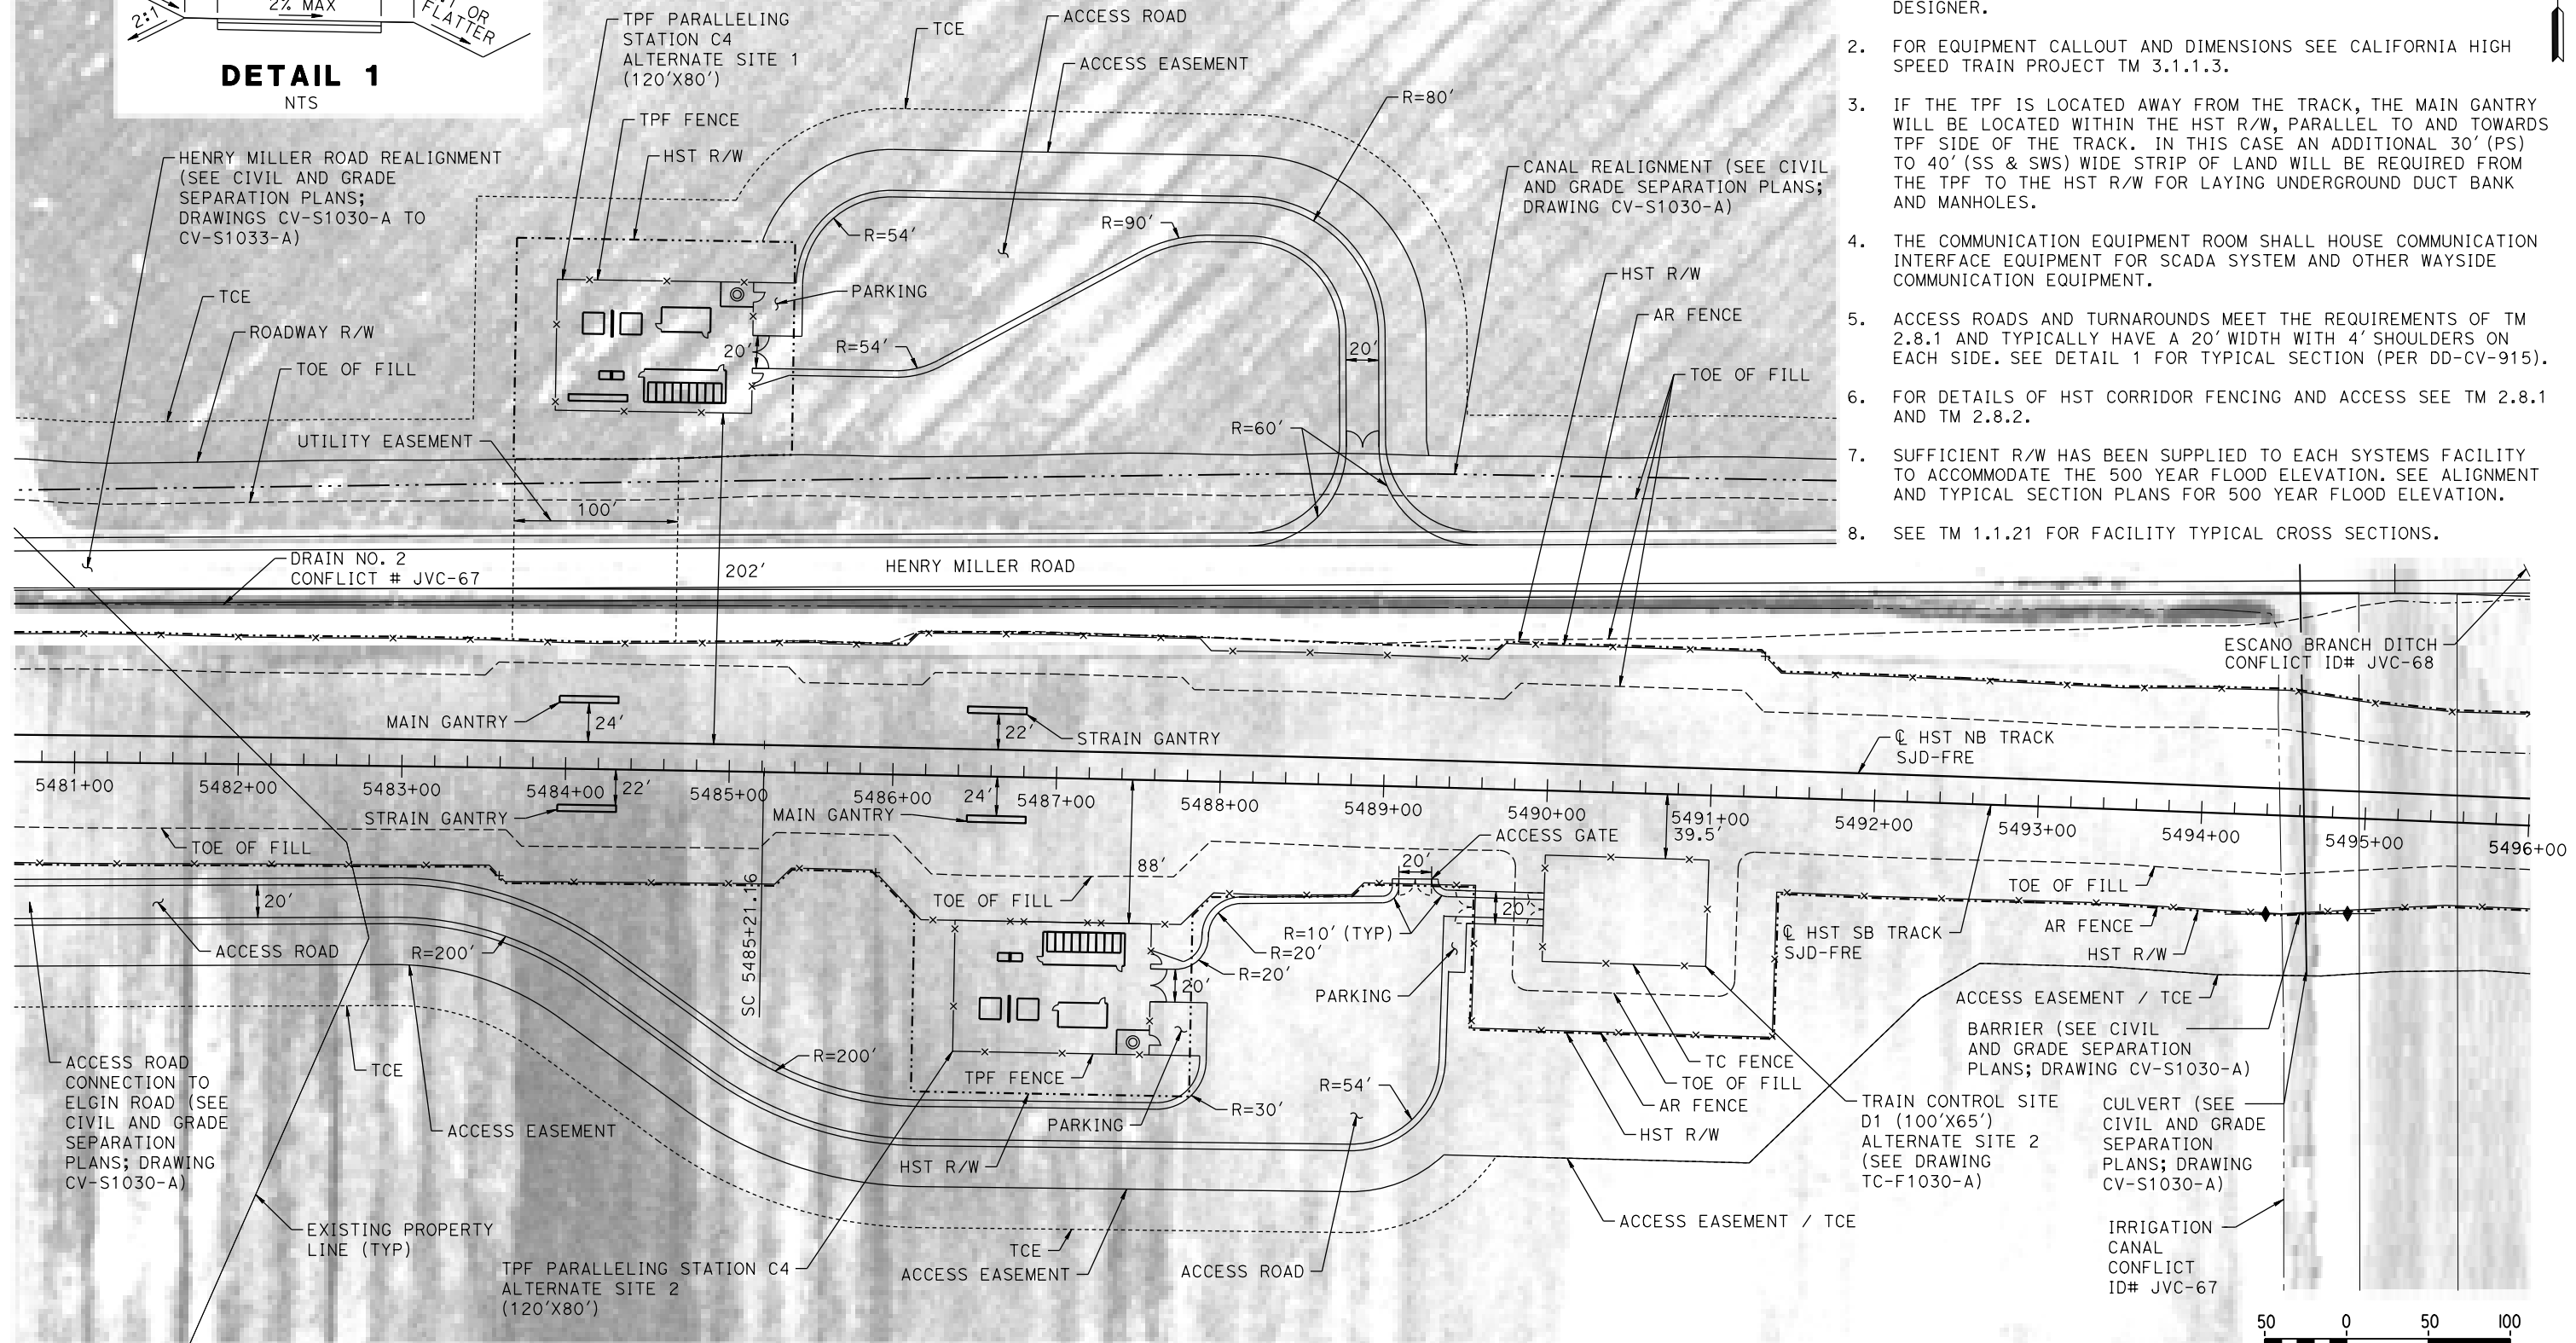 2:1
2% MAX
OR
FLATTER
DETAIL 1
NTS
TPF PARALLELING
STATION C4
ALTERNATE SITE 1
(120'X80')
TCE
ACCESS ROAD
ACCESS EASEMENT
R=80'
TPF FENCE
HST R/W
HENRY MILLER ROAD REALIGNMENT
(SEE CIVIL AND GRADE
SEPARATION PLANS;
DRAWINGS CV-S1030-A TO
CV-S1033-A)
CANAL REALIGNMENT (SEE CIVIL
AND GRADE SEPARATION PLANS;
DRAWING CV-S1030-A)
R=54'
R=90'
PARKING
HST R/W
AR FENCE
TCE
ROADWAY R/W
TOE OF FILL
20'
R=54'
20'
TOE OF FILL
UTILITY EASEMENT
R=60'
100'
DESIGNER.
2. FOR EQUIPMENT CALLOUT AND DIMENSIONS SEE CALIFORNIA HIGH
SPEED TRAIN PROJECT TM 3.1.1.3.
3. IF THE TPF IS LOCATED AWAY FROM THE TRACK, THE MAIN GANTRY
WILL BE LOCATED WITHIN THE HST R/W, PARALLEL TO AND TOWARDS
TPF SIDE OF THE TRACK. IN THIS CASE AN ADDITIONAL 30' (PS)
TO 40' (SS & SWS) WIDE STRIP OF LAND WILL BE REQUIRED FROM
THE TPF TO THE HST R/W FOR LAYING UNDERGROUND DUCT BANK
AND MANHOLES.
4. THE COMMUNICATION EQUIPMENT ROOM SHALL HOUSE COMMUNICATION
INTERFACE EQUIPMENT FOR SCADA SYSTEM AND OTHER WAYSIDE
COMMUNICATION EQUIPMENT.
5. ACCESS ROADS AND TURNAROUNDS MEET THE REQUIREMENTS OF TM
2.8.1 AND TYPICALLY HAVE A 20' WIDTH WITH 4' SHOULDERS ON
EACH SIDE. SEE DETAIL 1 FOR TYPICAL SECTION (PER DD-CV-915).
6. FOR DETAILS OF HST CORRIDOR FENCING AND ACCESS SEE TM 2.8.1
AND TM 2.8.2.
7. SUFFICIENT R/W HAS BEEN SUPPLIED TO EACH SYSTEMS FACILITY
TO ACCOMMODATE THE 500 YEAR FLOOD ELEVATION. SEE ALIGNMENT
AND TYPICAL SECTION PLANS FOR 500 YEAR FLOOD ELEVATION.
8. SEE TM 1.1.21 FOR FACILITY TYPICAL CROSS SECTIONS.
DRAIN NO. 2
CONFLICT # JVC-67
202'
HENRY MILLER ROAD
ESCANO BRANCH DITCH
CONFLICT ID# JVC-68
MAIN GANTRY
24'
22'
STRAIN GANTRY
℄ HST NB TRACK
SJD-FRE
5481+00
5482+00
5483+00
5484+00
22'
5485+00
5486+00
24'
5487+00
5488+00
5489+00
5490+00
5491+00
5492+00
5493+00
5494+00
5495+00
5496+00
STRAIN GANTRY
MAIN GANTRY
ACCESS GATE
39.5'
TOE OF FILL
88'
20'
SC 5485+21.16
TOE OF FILL
TOE OF FILL
20'
20'
ACCESS ROAD
R=200'
R=10' (TYP)
R=20'
R=20'
20'
PARKING
℄ HST SB TRACK
SJD-FRE
AR FENCE
HST R/W
ACCESS EASEMENT / TCE
BARRIER (SEE CIVIL
AND GRADE SEPARATION
PLANS; DRAWING CV-S1030-A)
ACCESS ROAD
CONNECTION TO
ELGIN ROAD (SEE
CIVIL AND GRADE
SEPARATION
PLANS; DRAWING
CV-S1030-A)
TCE
R=200'
TPF FENCE
R=54'
TC FENCE
TOE OF FILL
AR FENCE
HST R/W
R=30'
PARKING
ACCESS EASEMENT
HST R/W
TRAIN CONTROL SITE
D1 (100'X65')
ALTERNATE SITE 2
(SEE DRAWING
TC-F1030-A)
CULVERT (SEE
CIVIL AND GRADE
SEPARATION
PLANS; DRAWING
CV-S1030-A)
EXISTING PROPERTY
LINE (TYP)
ACCESS EASEMENT / TCE
IRRIGATION
CANAL
CONFLICT
ID# JVC-67
TCE
TPF PARALLELING STATION C4
ALTERNATE SITE 2
(120'X80')
ACCESS EASEMENT
ACCESS ROAD
50 0 50 100